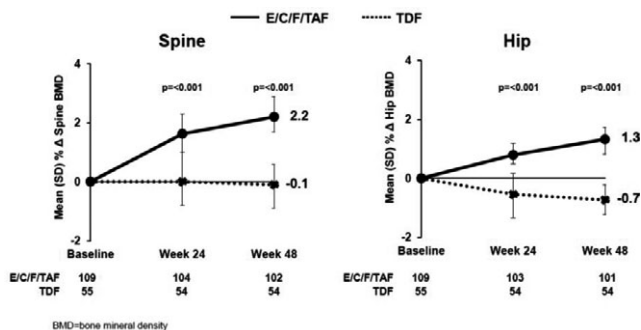 E/C/F/TAF TDF
Spine
Mean (SD) % Δ Spine BMD
4
2
0
-2
p=<0.001 p=<0.001
2.2
-0.1
Baseline Week 24 Week 48
E/C/F/TAF 109 104 102
TDF 55 54 54
Hip
Mean (SD) % Δ Hip BMD
4
2
0
-2
p=<0.001 p=<0.001
1.3
-0.7
Baseline Week 24 Week 48
E/C/F/TAF 109 103 101
TDF 55 54 54
BMD=bone mineral density